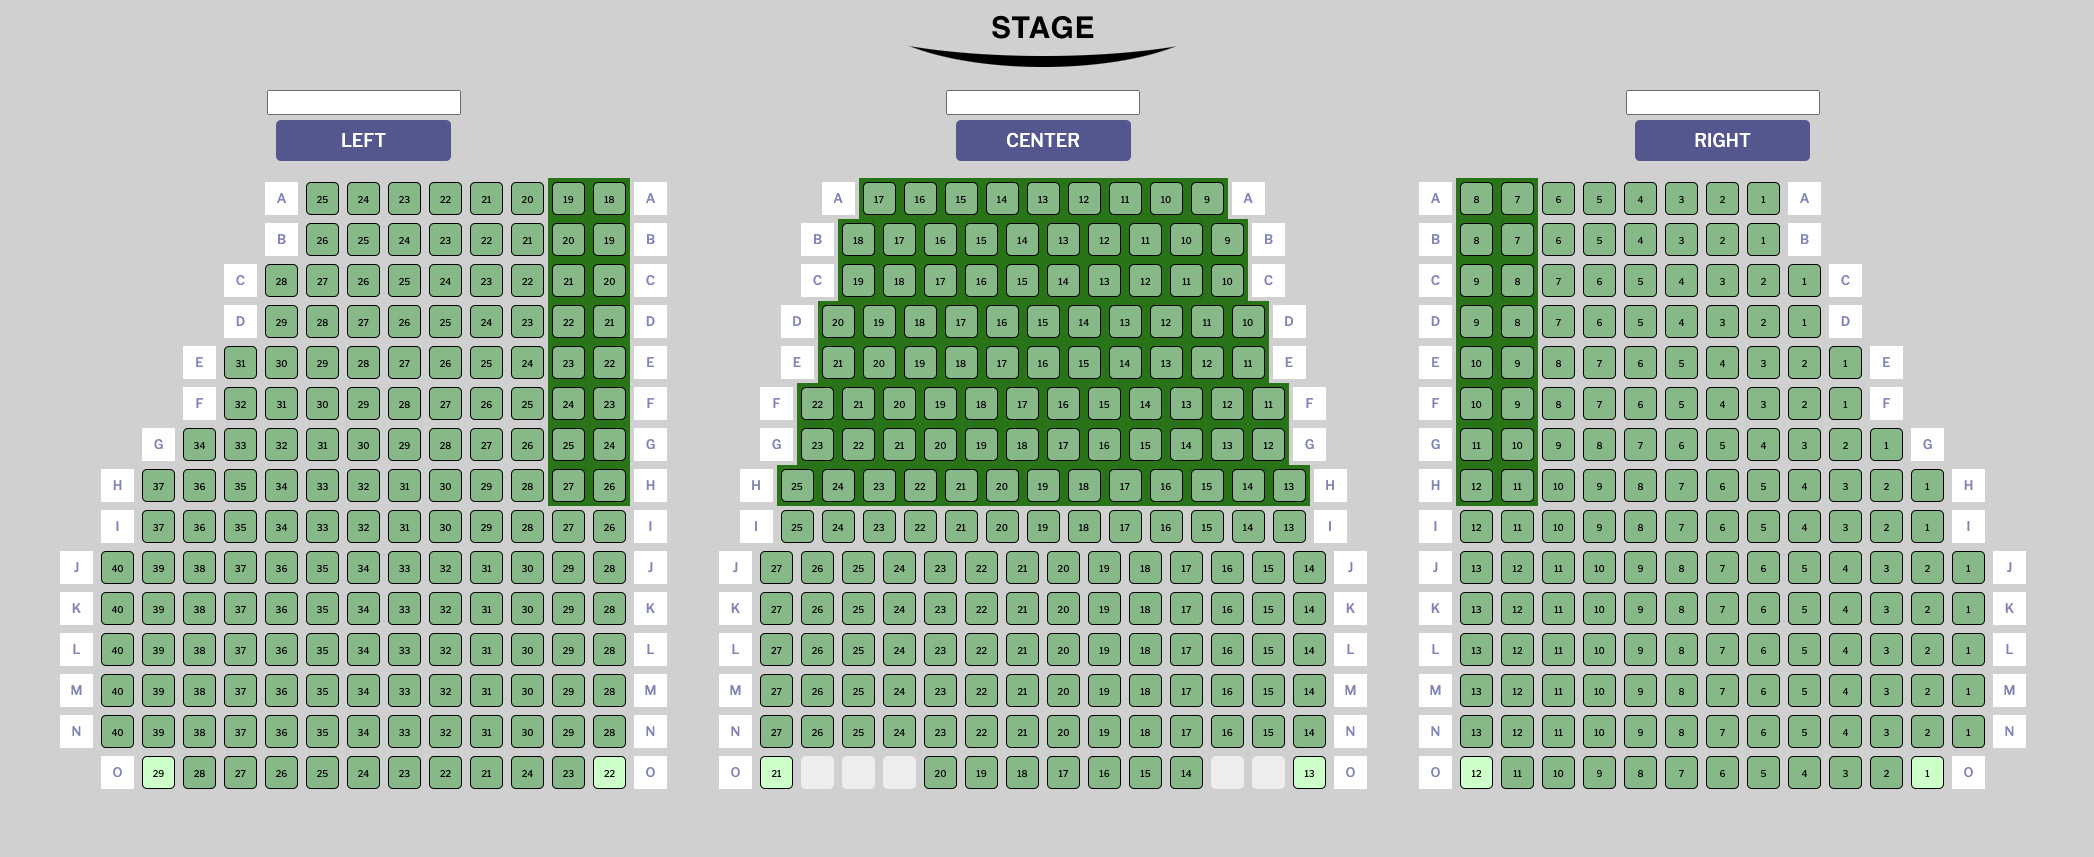 STAGE
LEFT CENTER RIGHT
A 25 24 23 22 21 20 19 18 A A 17 16 15 14 13 12 11 10 9 A A 8 7 6 5 4 3 2 1 A
B 26 25 24 23 22 21 20 19 B B 18 17 16 15 14 13 12 11 10 9 B B 8 7 6 5 4 3 2 1 B
C 28 27 26 25 24 23 22 21 20 C C 19 18 17 16 15 14 13 12 11 10 C C 9 8 7 6 5 4 3 2 1 C
D 29 28 27 26 25 24 23 22 21 D D 20 19 18 17 16 15 14 13 12 11 10 D D 9 8 7 6 5 4 3 2 1 D
E 31 30 29 28 27 26 25 24 23 22 E E 21 20 19 18 17 16 15 14 13 12 11 E E 10 9 8 7 6 5 4 3 2 1 E
F 32 31 30 29 28 27 26 25 24 23 F F 22 21 20 19 18 17 16 15 14 13 12 11 F F 10 9 8 7 6 5 4 3 2 1 F
G 34 33 32 31 30 29 28 27 26 25 24 G G 23 22 21 20 19 18 17 16 15 14 13 12 G G 11 10 9 8 7 6 5 4 3 2 1 G
H 37 36 35 34 33 32 31 30 29 28 27 26 H H 25 24 23 22 21 20 19 18 17 16 15 14 13 H H 12 11 10 9 8 7 6 5 4 3 2 1 H
I 37 36 35 34 33 32 31 30 29 28 27 26 I I 25 24 23 22 21 20 19 18 17 16 15 14 13 I I 12 11 10 9 8 7 6 5 4 3 2 1 I
J 40 39 38 37 36 35 34 33 32 31 30 29 28 J J 27 26 25 24 23 22 21 20 19 18 17 16 15 14 J J 13 12 11 10 9 8 7 6 5 4 3 2 1 J
K 40 39 38 37 36 35 34 33 32 31 30 29 28 K K 27 26 25 24 23 22 21 20 19 18 17 16 15 14 K K 13 12 11 10 9 8 7 6 5 4 3 2 1 K
L 40 39 38 37 36 35 34 33 32 31 30 29 28 L L 27 26 25 24 23 22 21 20 19 18 17 16 15 14 L L 13 12 11 10 9 8 7 6 5 4 3 2 1 L
M 40 39 38 37 36 35 34 33 32 31 30 29 28 M M 27 26 25 24 23 22 21 20 19 18 17 16 15 14 M M 13 12 11 10 9 8 7 6 5 4 3 2 1 M
N 40 39 38 37 36 35 34 33 32 31 30 29 28 N N 27 26 25 24 23 22 21 20 19 18 17 16 15 14 N N 13 12 11 10 9 8 7 6 5 4 3 2 1 N
O 29 28 27 26 25 24 23 22 21 24 23 22 O O 21 20 19 18 17 16 15 14 13 O O 12 11 10 9 8 7 6 5 4 3 2 1 O